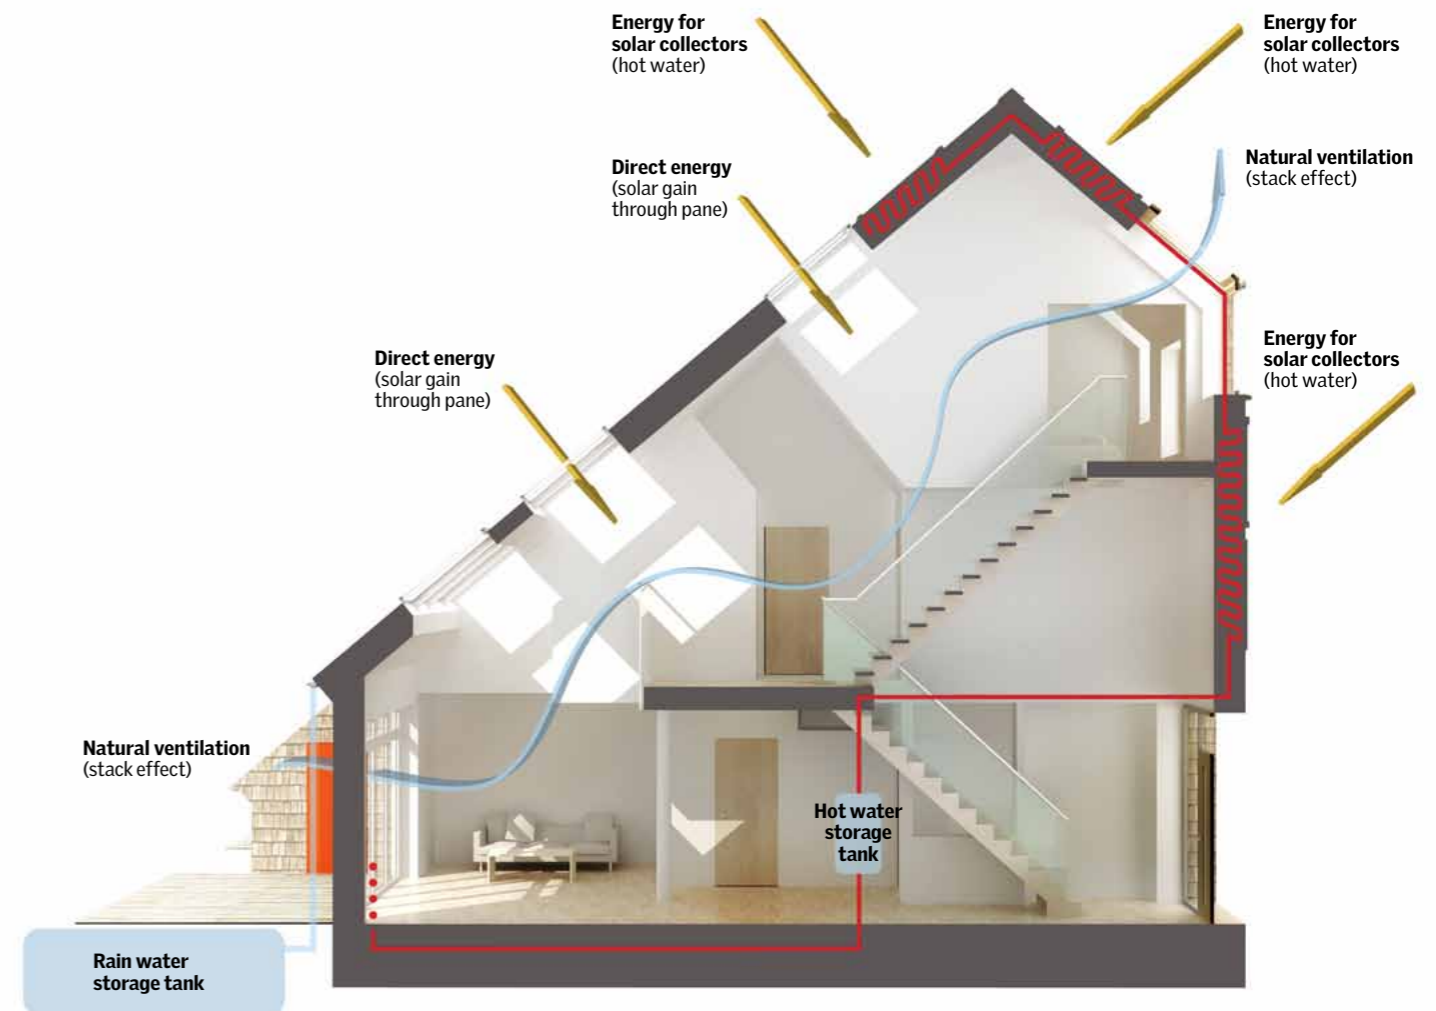 Energy for
solar collectors
(hot water)
Energy for
solar collectors
(hot water)
Direct energy
(solar gain
through pane)
Natural ventilation
(stack effect)
Direct energy
(solar gain
through pane)
Energy for
solar collectors
(hot water)
Natural ventilation
(stack effect)
Hot water
storage
tank
Rain water
storage tank